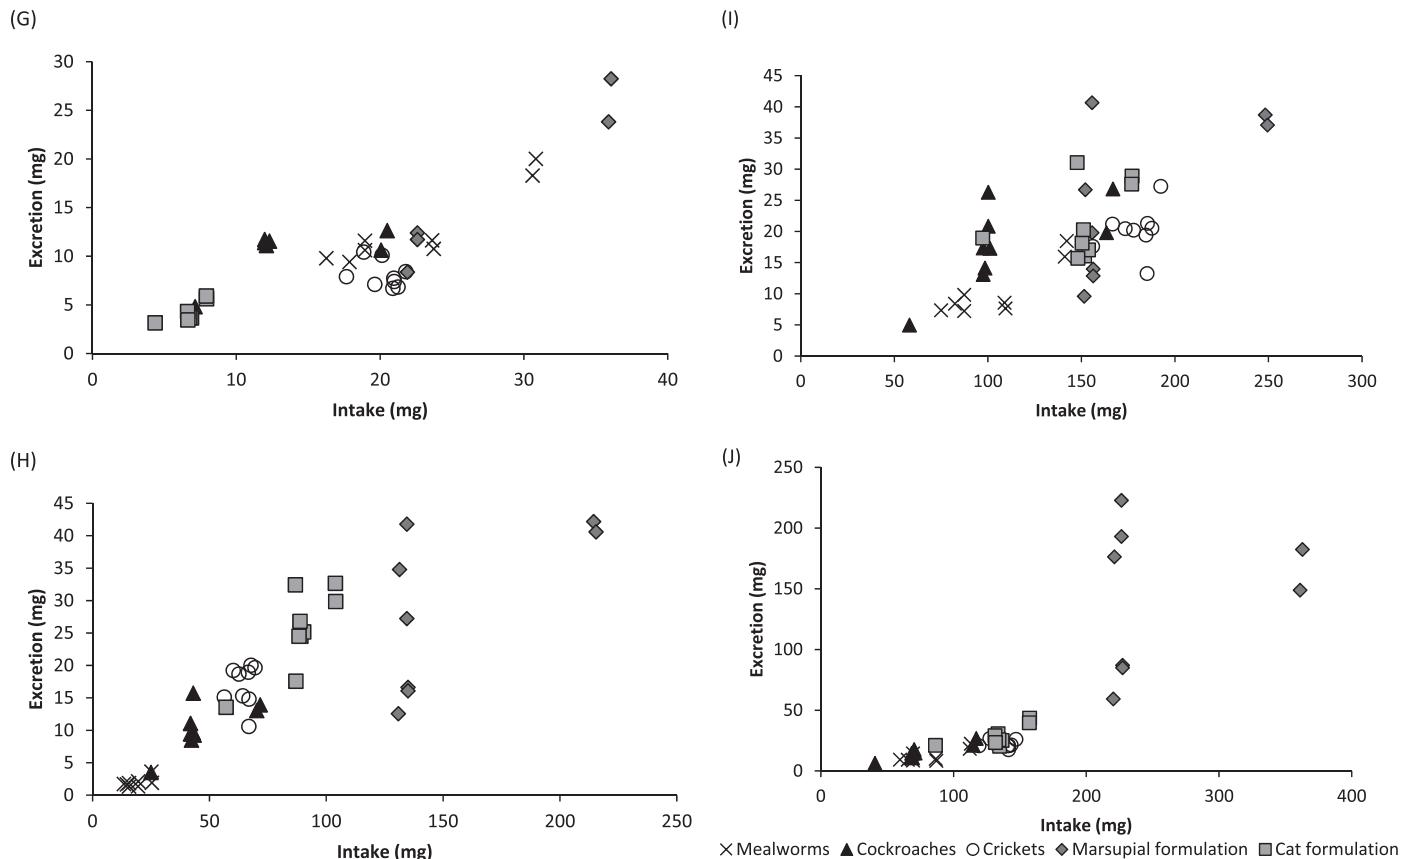 (G)
30
25
20
15
10
5
0
Excretion (mg)
0 10 20 30 40
Intake (mg)
(I)
45
40
35
30
25
20
15
10
5
0
Excretion (mg)
0 50 100 150 200 250 300
Intake (mg)
(H)
45
40
35
30
25
20
15
10
5
0
Excretion (mg)
0 50 100 150 200 250
Intake (mg)
(J)
250
200
150
100
50
0
Excretion (mg)
0 100 200 300 400
Intake (mg)
Mealworms Cockroaches Crickets Marsupial formulation Cat formulation